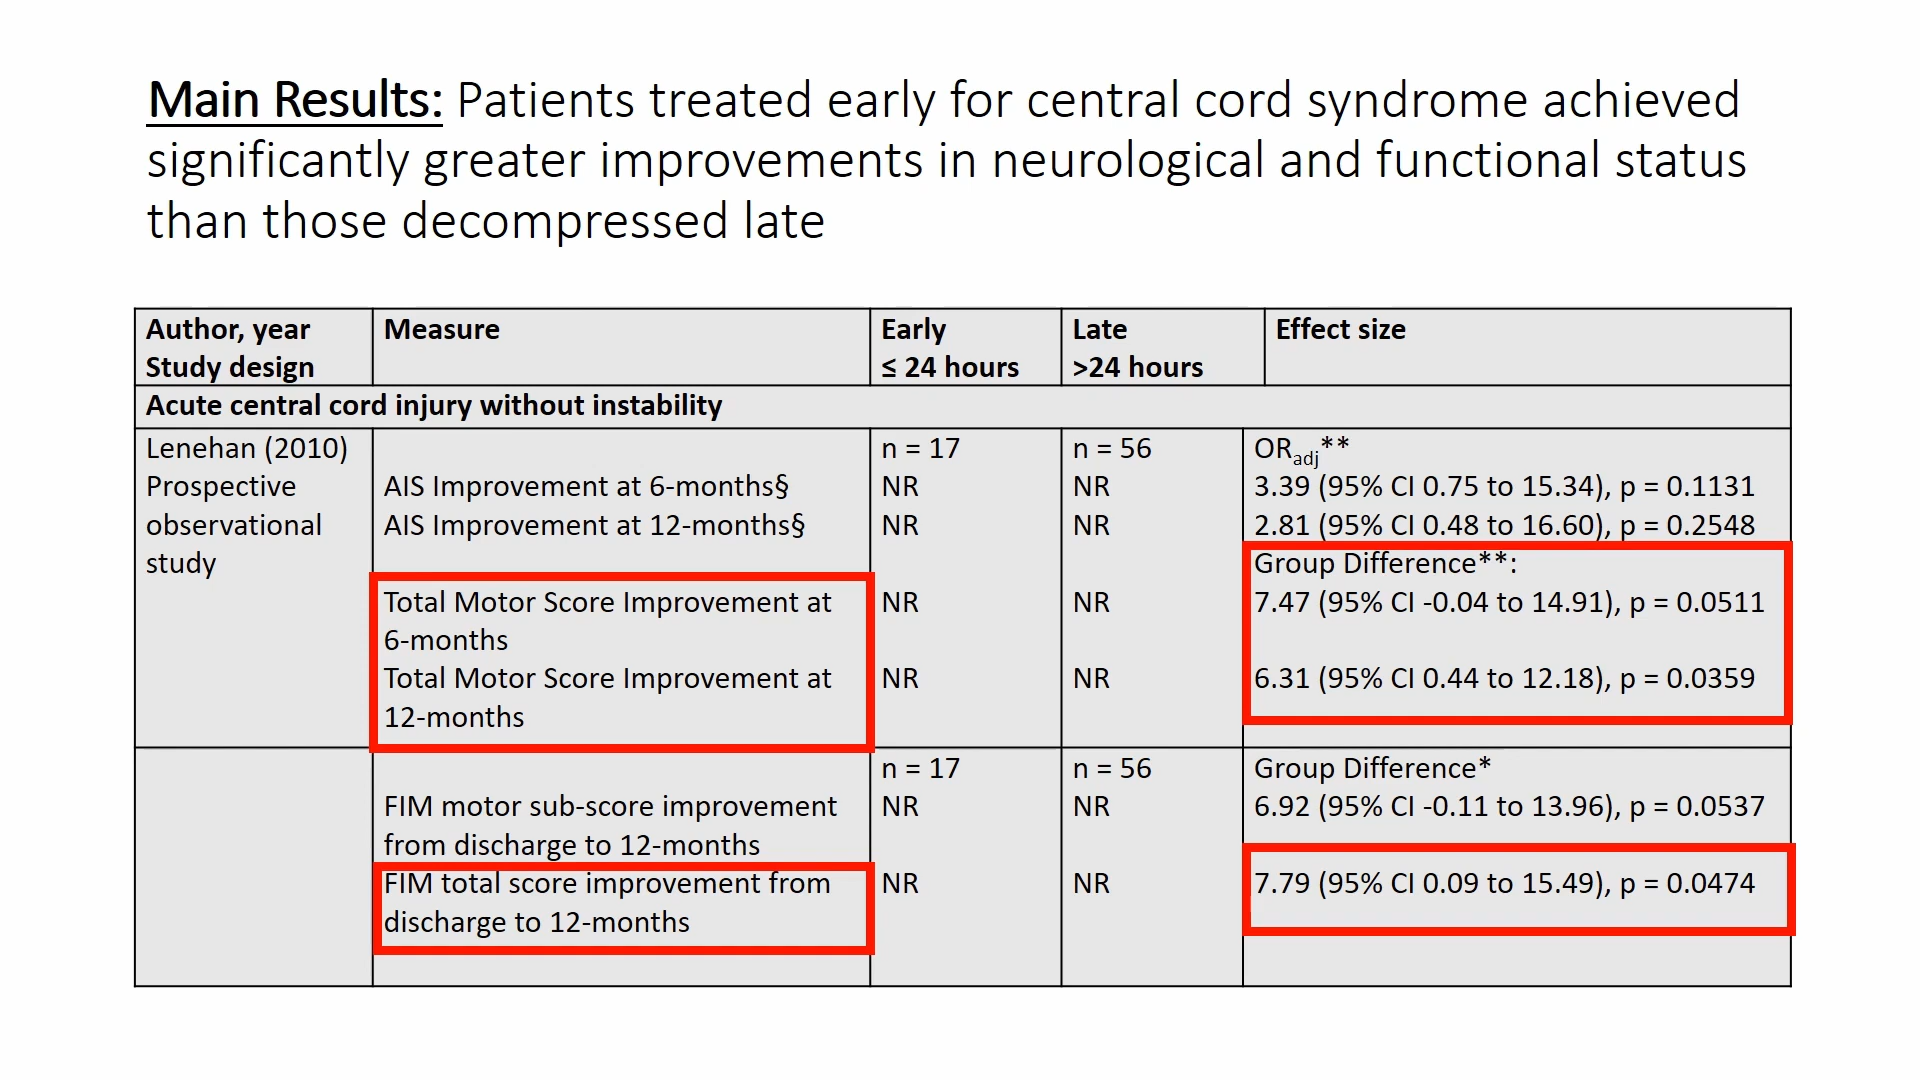 Main Results: Patients treated early for central cord syndrome achieved
significantly greater improvements in neurological and functional status
than those decompressed late
Author, year
Study design
Measure
Early
≤ 24 hours
Late
>24 hours
Effect size
Acute central cord injury without instability
Lenehan (2010)
Prospective
observational
study
n = 17
n = 56
ORadj**
AIS Improvement at 6-months§
NR
NR
3.39 (95% CI 0.75 to 15.34), p = 0.1131
AIS Improvement at 12-months§
NR
NR
2.81 (95% CI 0.48 to 16.60), p = 0.2548
Group Difference**:
Total Motor Score Improvement at
6-months
NR
NR
7.47 (95% CI -0.04 to 14.91), p = 0.0511
Total Motor Score Improvement at
12-months
NR
NR
6.31 (95% CI 0.44 to 12.18), p = 0.0359
n = 17
n = 56
Group Difference*
FIM motor sub-score improvement
from discharge to 12-months
NR
NR
6.92 (95% CI -0.11 to 13.96), p = 0.0537
FIM total score improvement from
discharge to 12-months
NR
NR
7.79 (95% CI 0.09 to 15.49), p = 0.0474